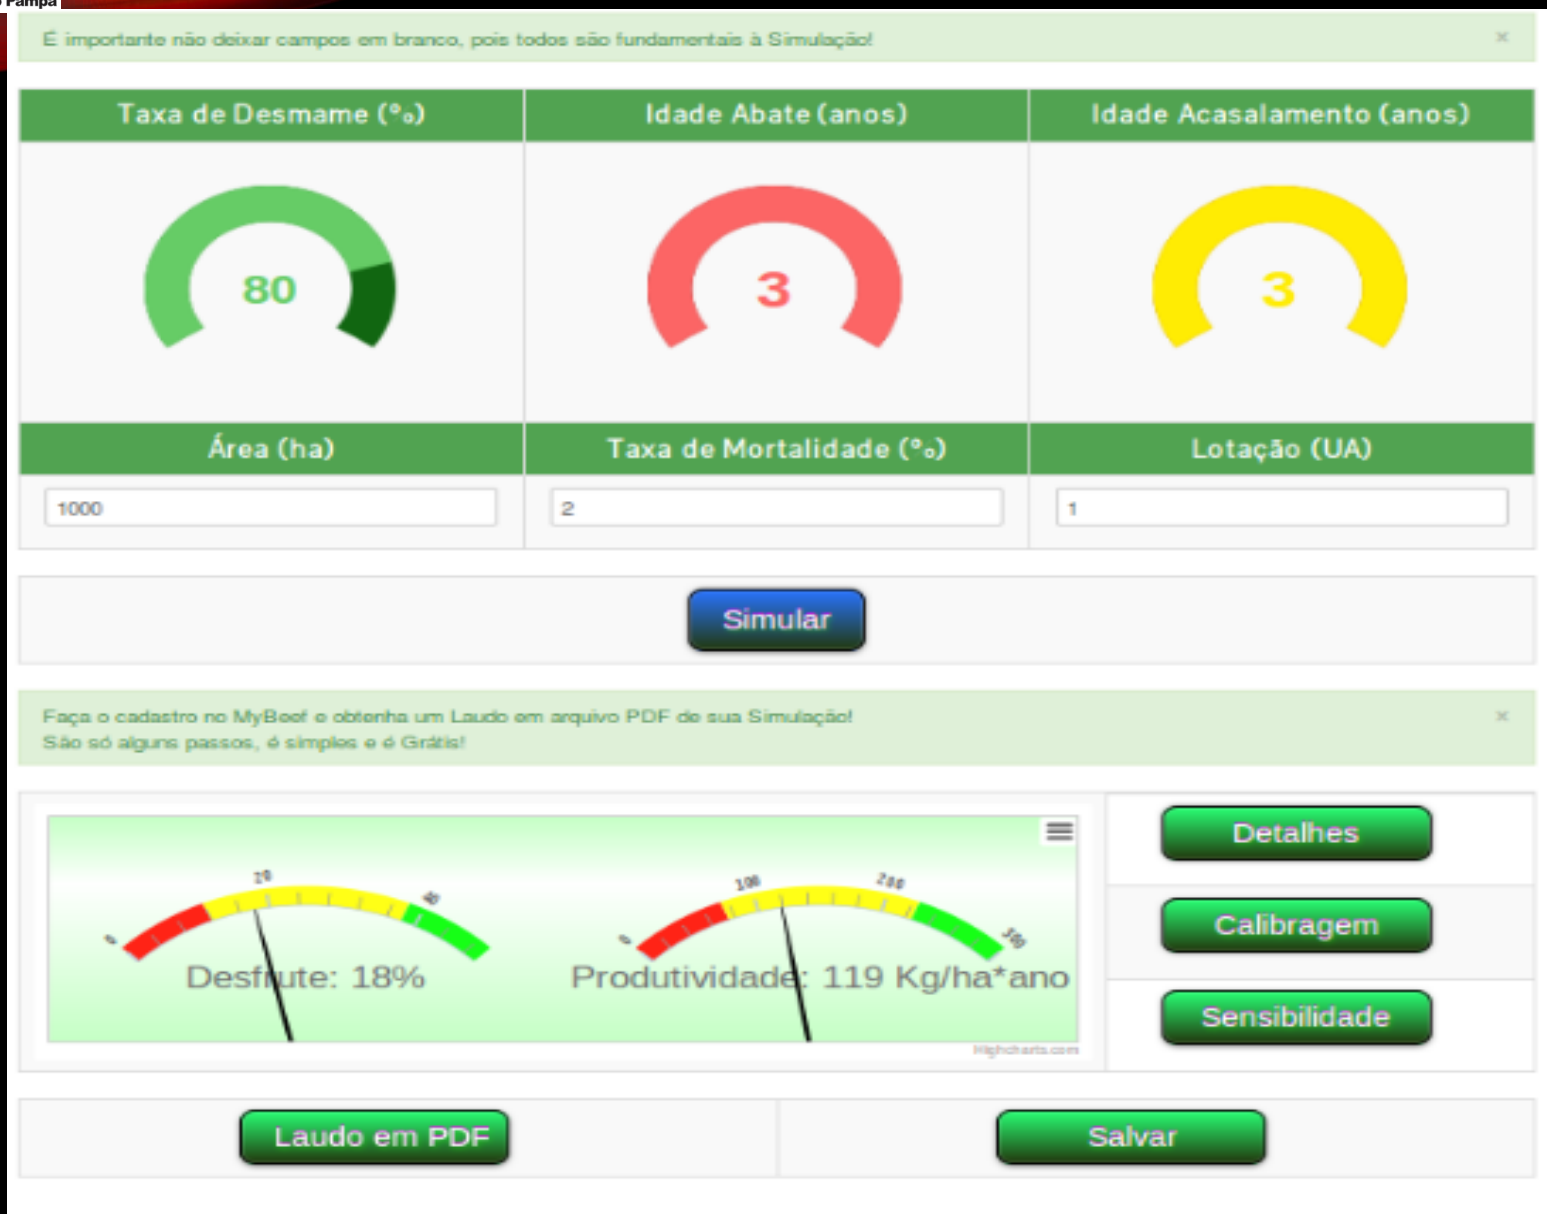 o Pampa
É importante não deixar campos em branco, pois todos são fundamentais à Simulação!
×
Taxa de Desmame (%)
Idade Abate (anos)
Idade Acasalamento (anos)
80
3
3
Área (ha)
Taxa de Mortalidade (%)
Lotação (UA)
1000
2
1
Simular
Faça o cadastro no MyBeef e obtenha um Laudo em arquivo PDF de sua Simulação!
×
São só alguns passos, é simples e é Grátis!
0
20
40
Desfrute: 18%
0
100
200
300
Produtividade: 119 Kg/ha*ano
Highcharts.com
Detalhes
Calibragem
Sensibilidade
Laudo em PDF
Salvar